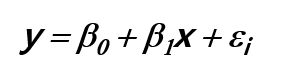 y = β₀ + β₁x + εᵢ